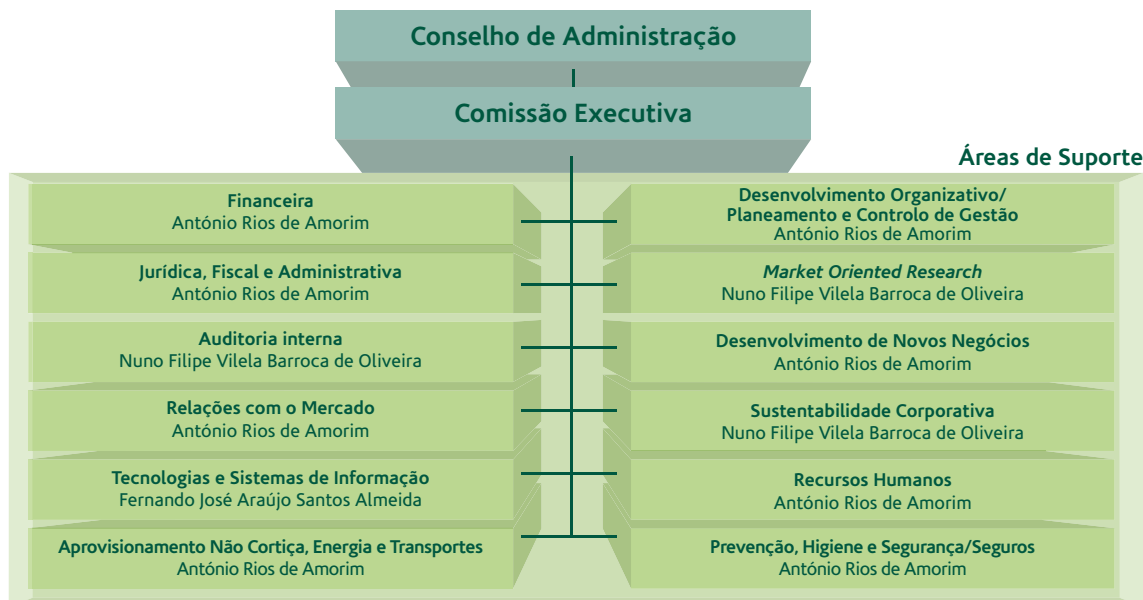 Conselho de Administração
Comissão Executiva
Áreas de Suporte
Financeira
António Rios de Amorim
Jurídica, Fiscal e Administrativa
António Rios de Amorim
Auditoria interna
Nuno Filipe Vilela Barroca de Oliveira
Relações com o Mercado
António Rios de Amorim
Tecnologias e Sistemas de Informação
Fernando José Araújo Santos Almeida
Aprovisionamento Não Cortiça, Energia e Transportes
António Rios de Amorim
Desenvolvimento Organizativo/
Planeamento e Controlo de Gestão
António Rios de Amorim
Market Oriented Research
Nuno Filipe Vilela Barroca de Oliveira
Desenvolvimento de Novos Negócios
António Rios de Amorim
Sustentabilidade Corporativa
Nuno Filipe Vilela Barroca de Oliveira
Recursos Humanos
António Rios de Amorim
Prevenção, Higiene e Segurança/Seguros
António Rios de Amorim